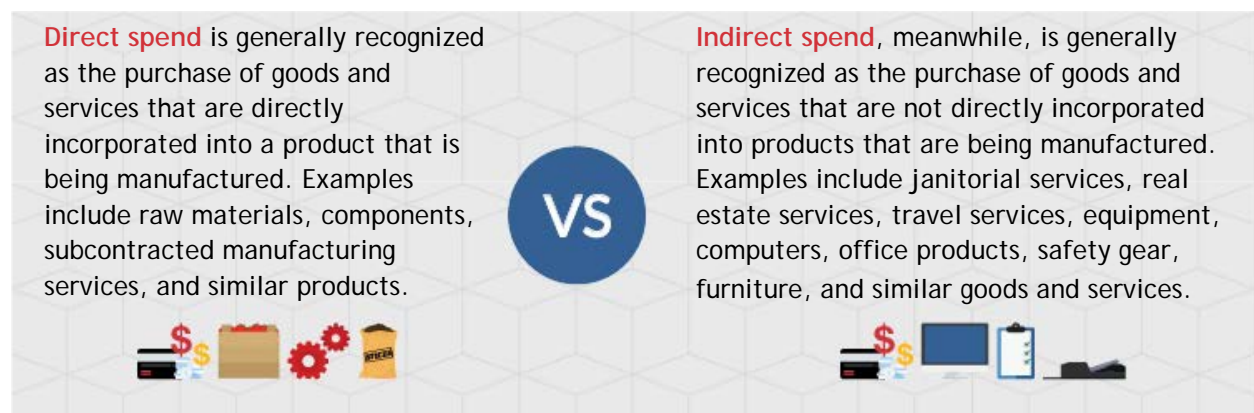 Direct spend is generally recognized
as the purchase of goods and
services that are directly
incorporated into a product that is
being manufactured. Examples
include raw materials, components,
subcontracted manufacturing
services, and similar products.
VS
Indirect spend, meanwhile, is generally
recognized as the purchase of goods and
services that are not directly incorporated
into products that are being manufactured.
Examples include janitorial services, real
estate services, travel services, equipment,
computers, office products, safety gear,
furniture, and similar goods and services.
$
$
$
$